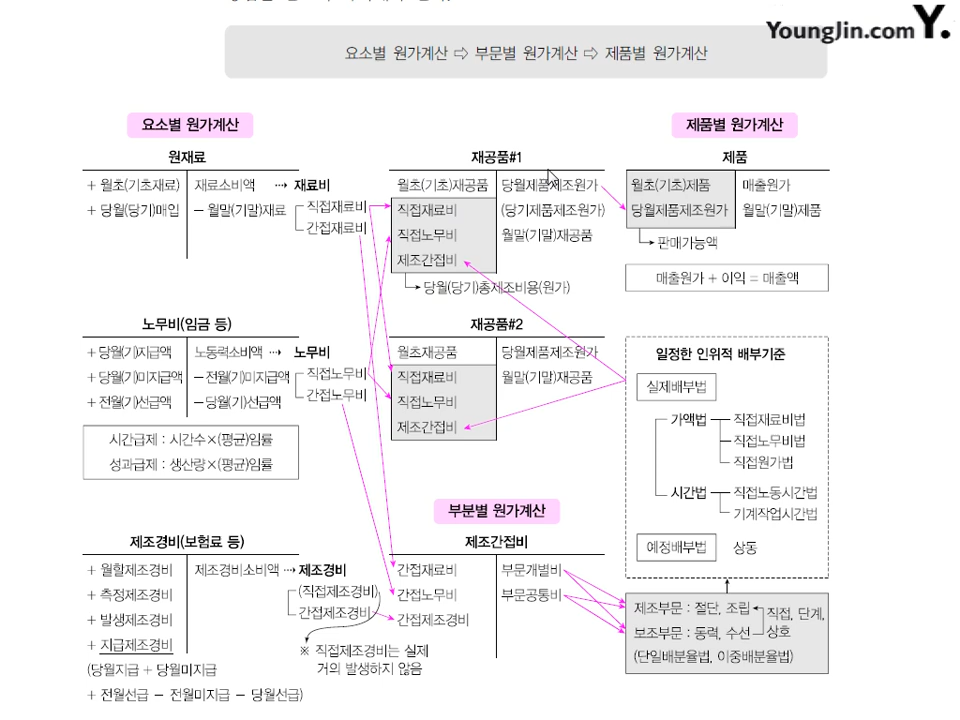 YoungJin.com Y.
요소별 원가계산 ⇨ 부문별 원가계산 ⇨ 제품별 원가계산
요소별 원가계산
원재료
+ 월초(기초재료)
+ 당월(당기)매입
재료소비액 ⇢ 재료비
− 월말(기말)재료
직접재료비
간접재료비
노무비(임금 등)
+ 당월(기)지급액
+ 당월(기)미지급액
+ 전월(기)선급액
노동력소비액 ⇢ 노무비
− 전월(기)미지급액
− 당월(기)선급액
직접노무비
간접노무비
시간급제 : 시간수×(평균)임률
성과급제 : 생산량×(평균)임률
제조경비(보험료 등)
+ 월할제조경비
+ 측정제조경비
+ 발생제조경비
+ 지급제조경비
(당월지급 + 당월미지급
+ 전월선급 − 전월미지급 − 당월선급)
제조경비소비액 ⇢ 제조경비
(직접제조경비)
간접제조경비
※ 직접제조경비는 실제
거의 발생하지 않음
재공품#1
월초(기초)재공품
직접재료비
직접노무비
제조간접비
당월제품제조원가
(당기제품제조원가)
월말(기말)재공품
당월(당기)총제조비용(원가)
재공품#2
월초재공품
직접재료비
직접노무비
제조간접비
당월제품제조원가
월말(기말)재공품
부분별 원가계산
제조간접비
간접재료비
간접노무비
간접제조경비
부문개별비
부문공통비
제품별 원가계산
제품
월초(기초)제품
당월제품제조원가
매출원가
월말(기말)제품
판매가능액
매출원가 + 이익 = 매출액
일정한 인위적 배부기준
실제배부법
가액법
직접재료비법
직접노무비법
직접원가법
시간법
직접노동시간법
기계작업시간법
예정배부법 상동
제조부문 : 절단, 조립
보조부문 : 동력, 수선
직접, 단계,
상호
(단일배분율법, 이중배분율법)